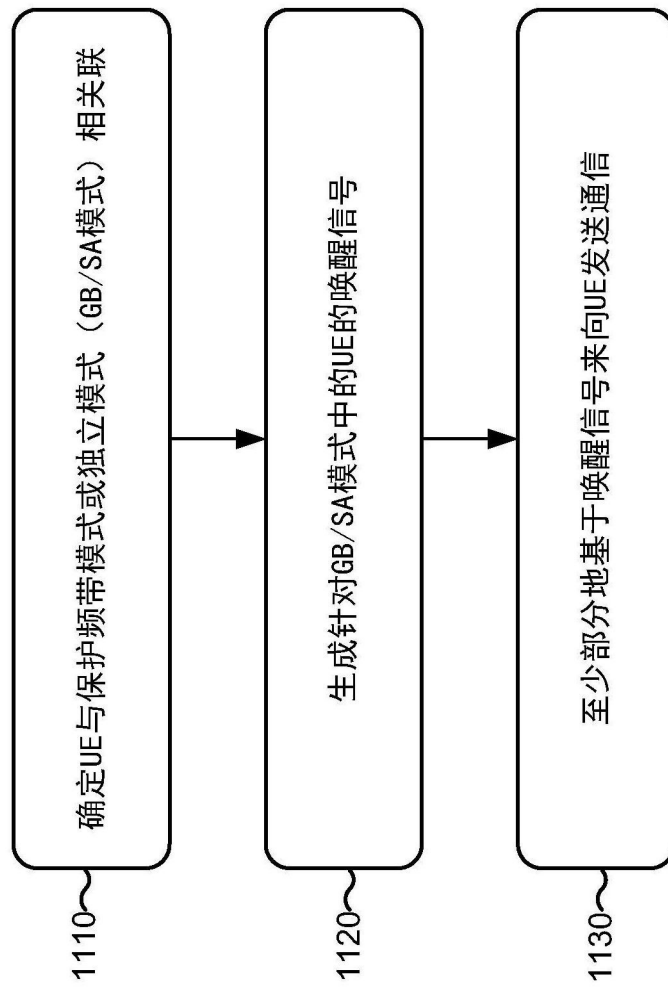 1110
确定UE与保护频带模式或独立模式（GB/SA模式）相关联
1120
生成针对GB/SA模式中的UE的唤醒信号
1130
至少部分地基于唤醒信号来向UE发送通信